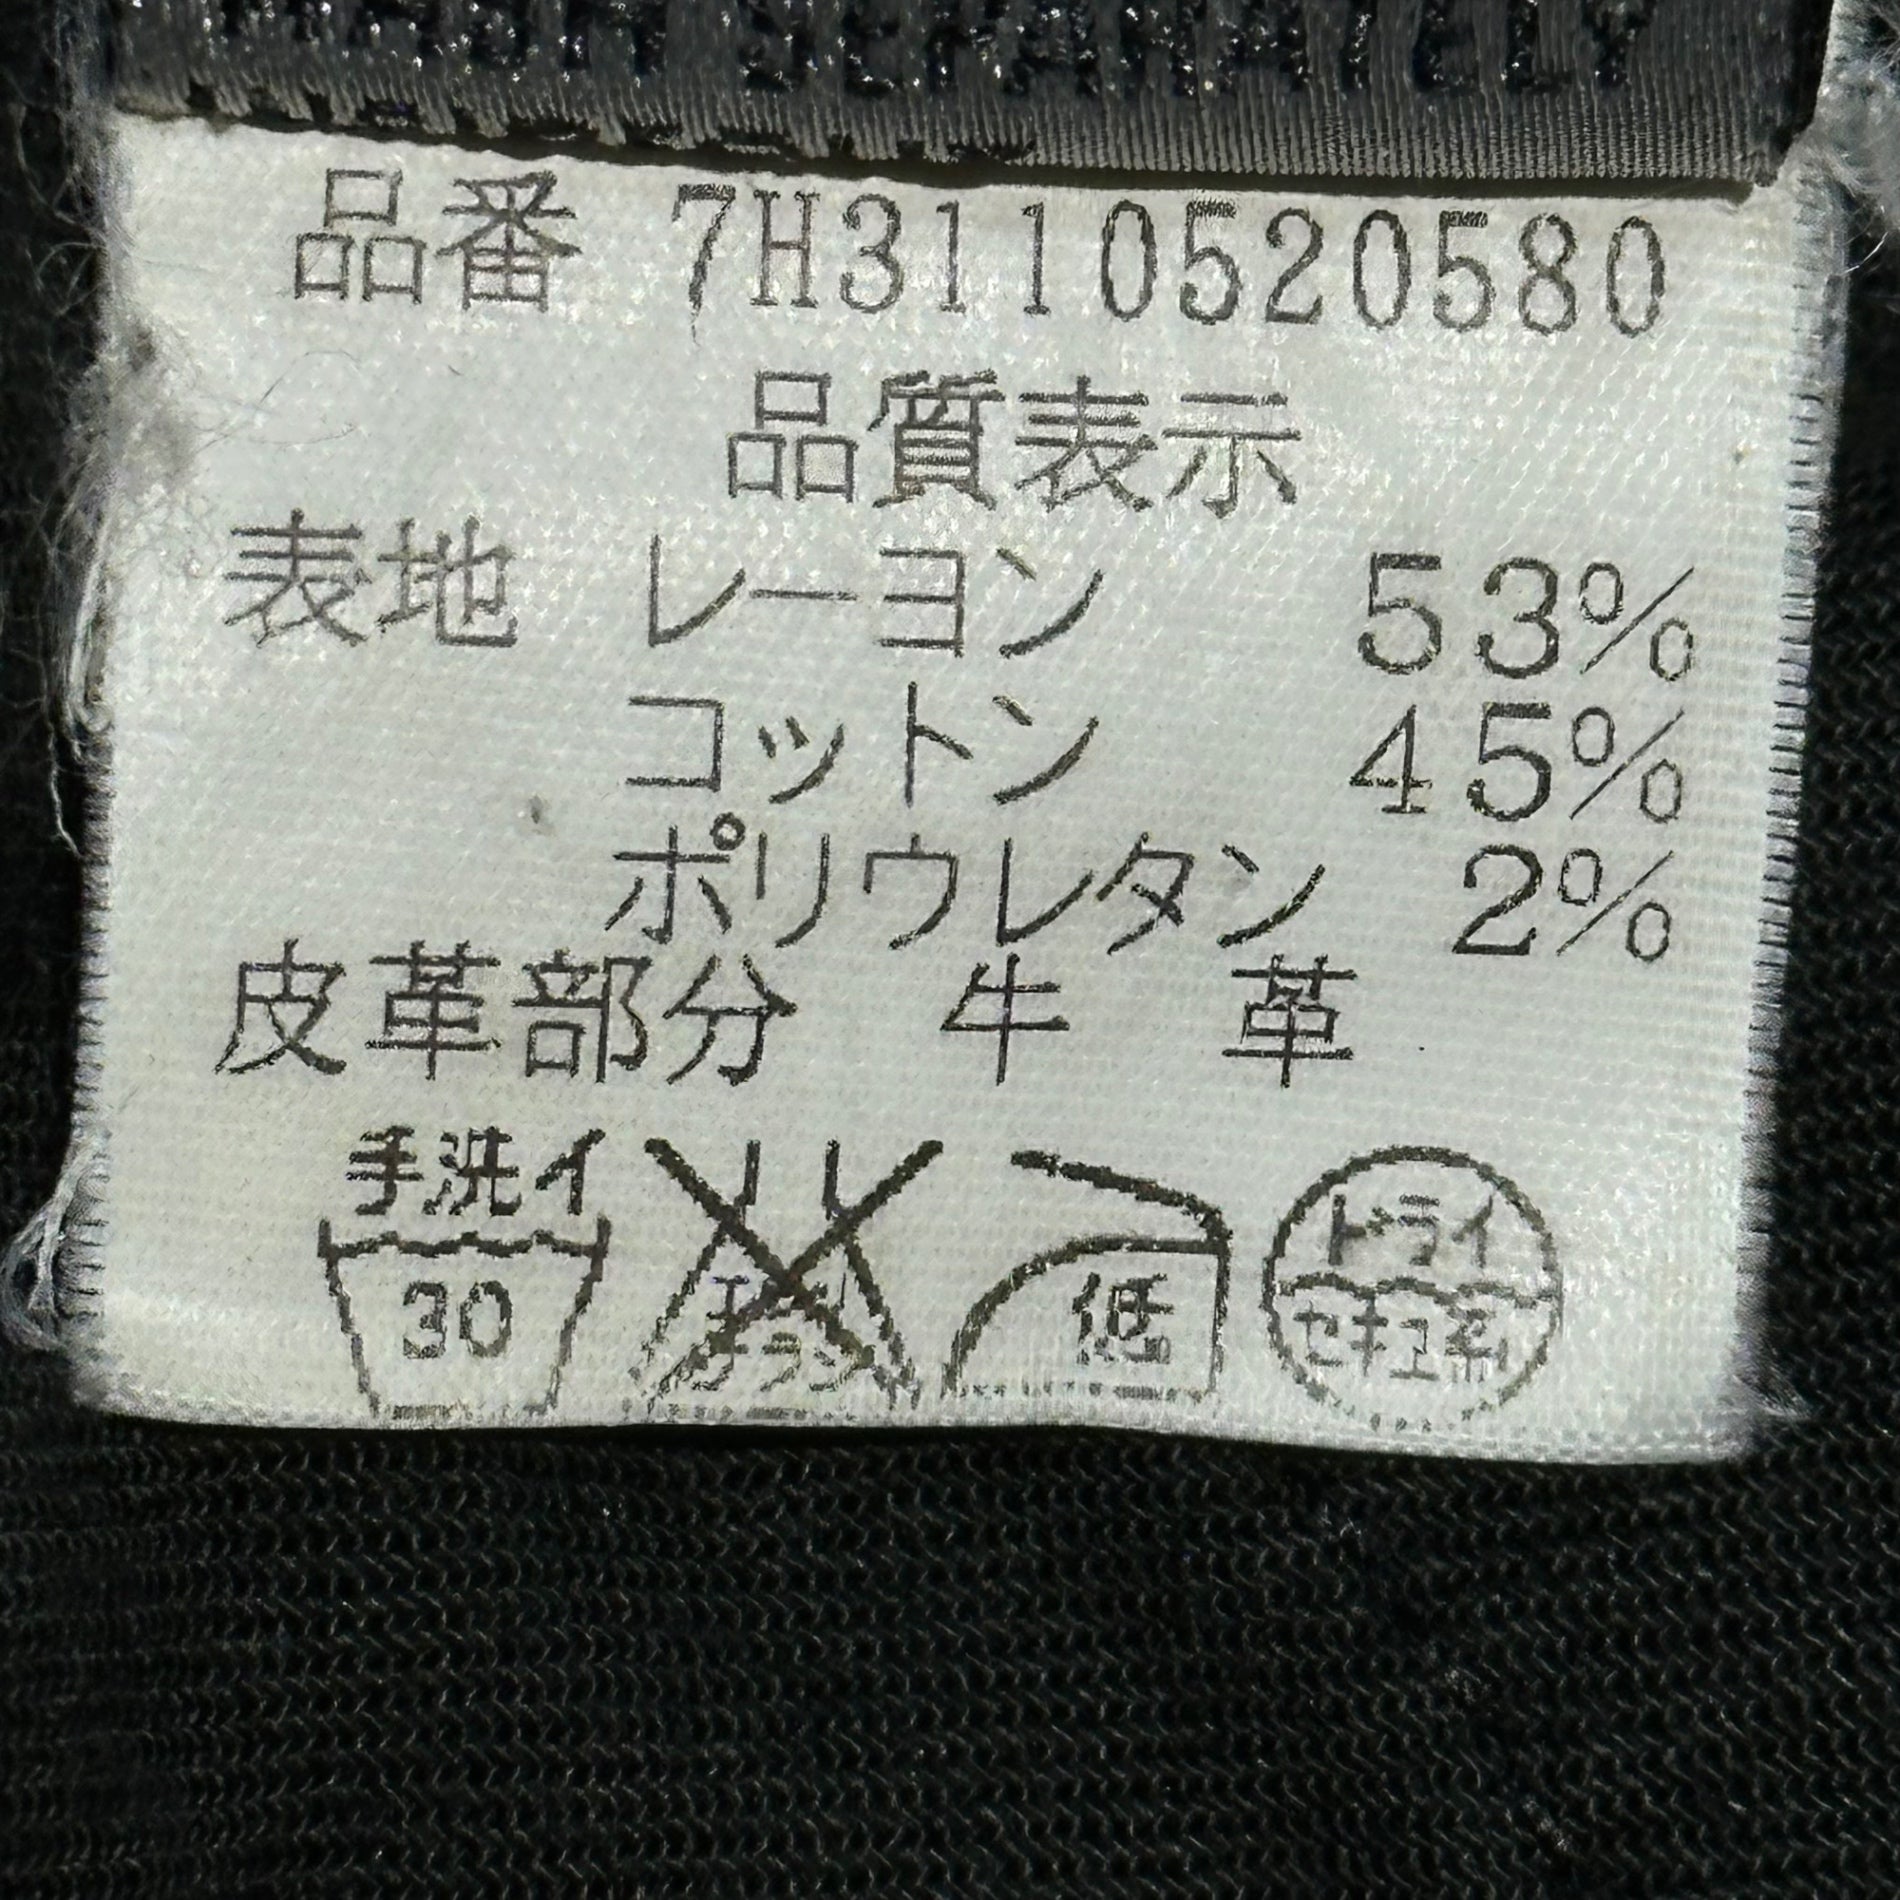 WASH SEPARATELY
品番 7H3110520580
品質表示
表地 レーヨン 53%
コットン 45%
ポリウレタン 2%
皮革部分 牛 革
手洗イ 30
低
ドライ セキユ系